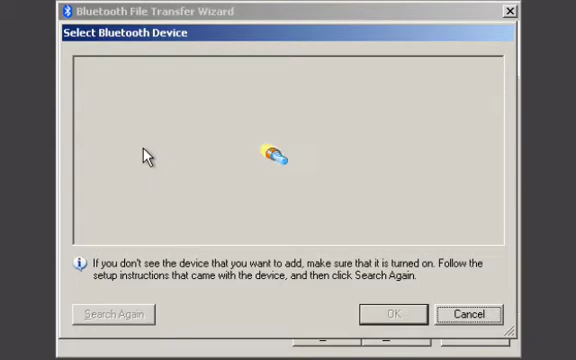 Bluetooth File Transfer Wizard
Select Bluetooth Device
If you don't see the device that you want to add, make sure that it is turned on. Follow the
setup instructions that came with the device, and then click Search Again.
Search Again
OK
Cancel